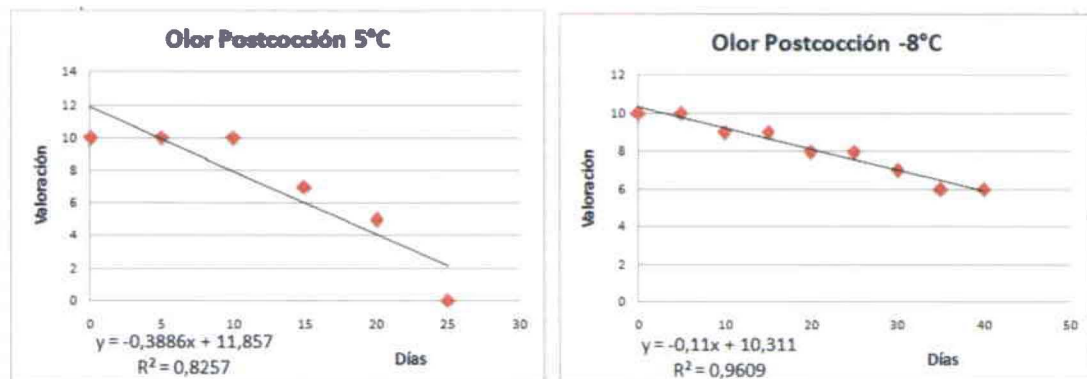 Olor Postcocción 5°C
Valoración
14
12
10
8
6
4
2
0
0 5 10 15 20 25 30
y = -0,3886x + 11,857
R² = 0,8257
Días
Olor Postcocción -8°C
Valoración
12
10
8
6
4
2
0
0 10 20 30 40 50
y = -0,11x + 10,311
R² = 0,9609
Días